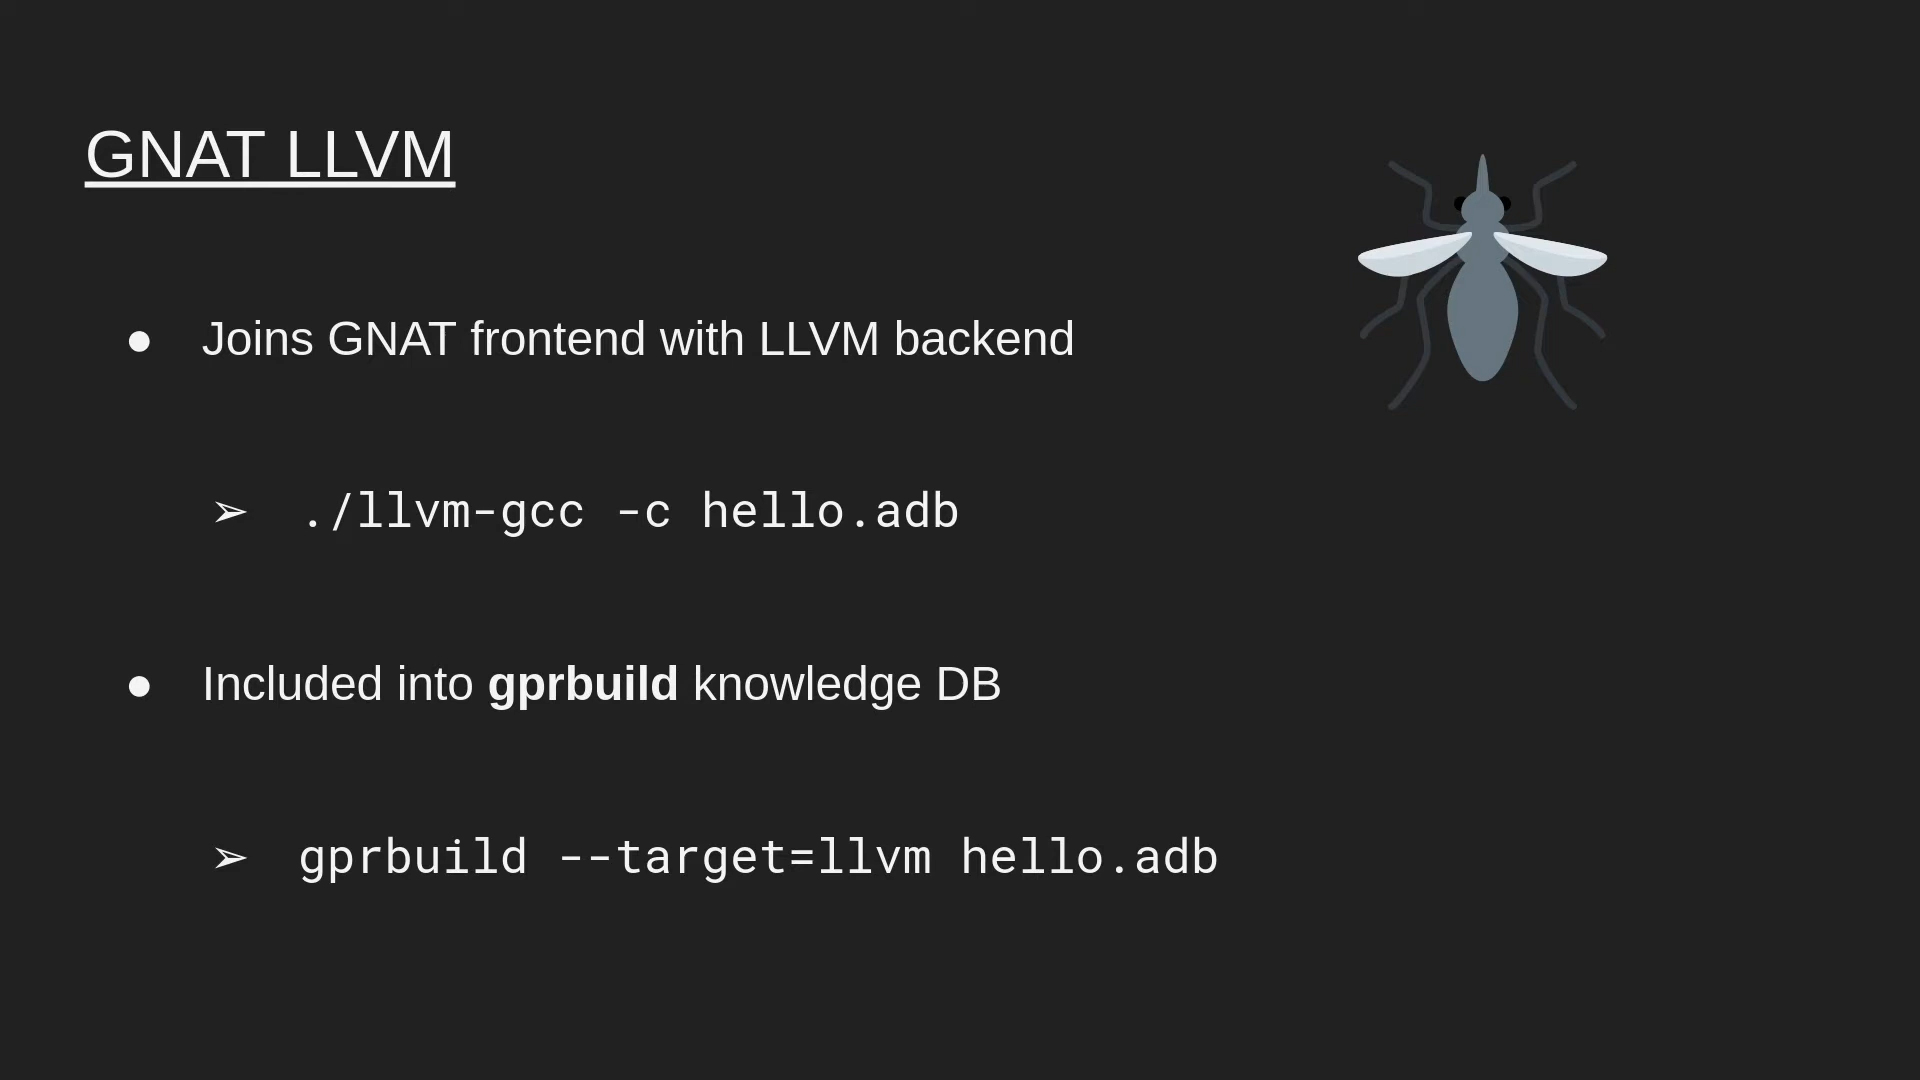 GNAT LLVM
● Joins GNAT frontend with LLVM backend
➢ ./llvm-gcc -c hello.adb
● Included into gprbuild knowledge DB
➢ gprbuild --target=llvm hello.adb